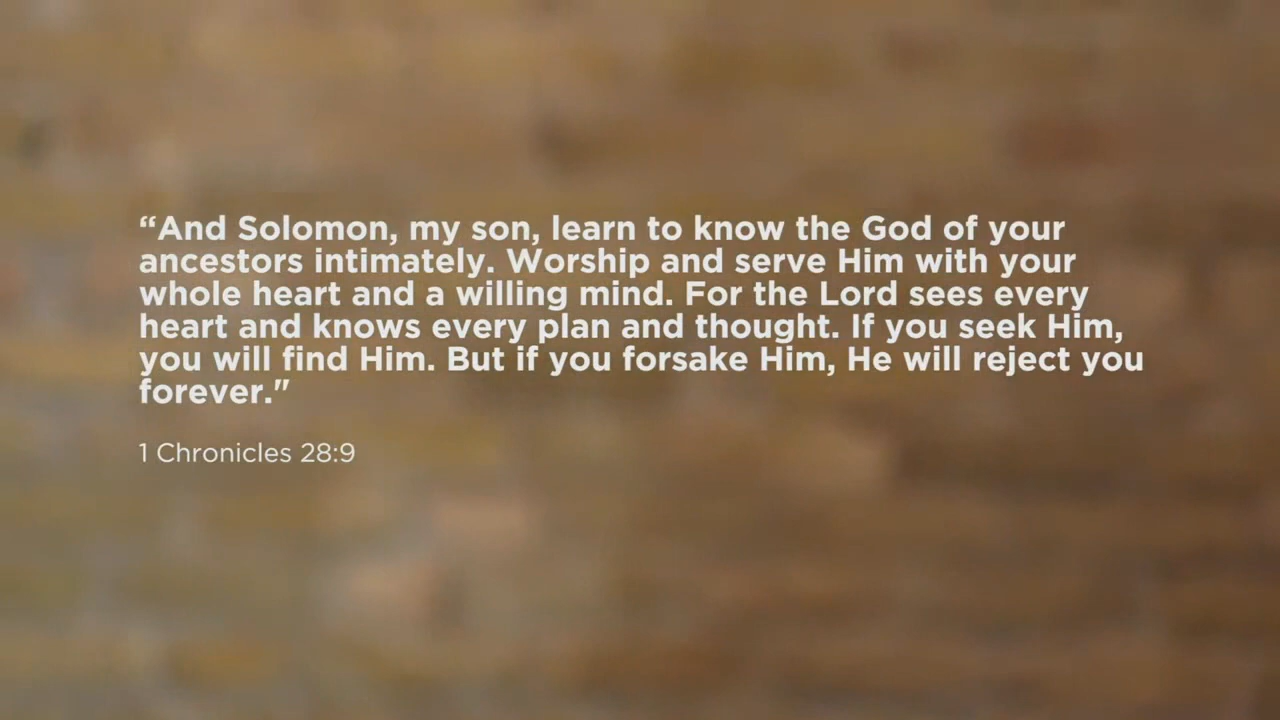 “And Solomon, my son, learn to know the God of your
ancestors intimately. Worship and serve Him with your
whole heart and a willing mind. For the Lord sees every
heart and knows every plan and thought. If you seek Him,
you will find Him. But if you forsake Him, He will reject you
forever."
1 Chronicles 28:9